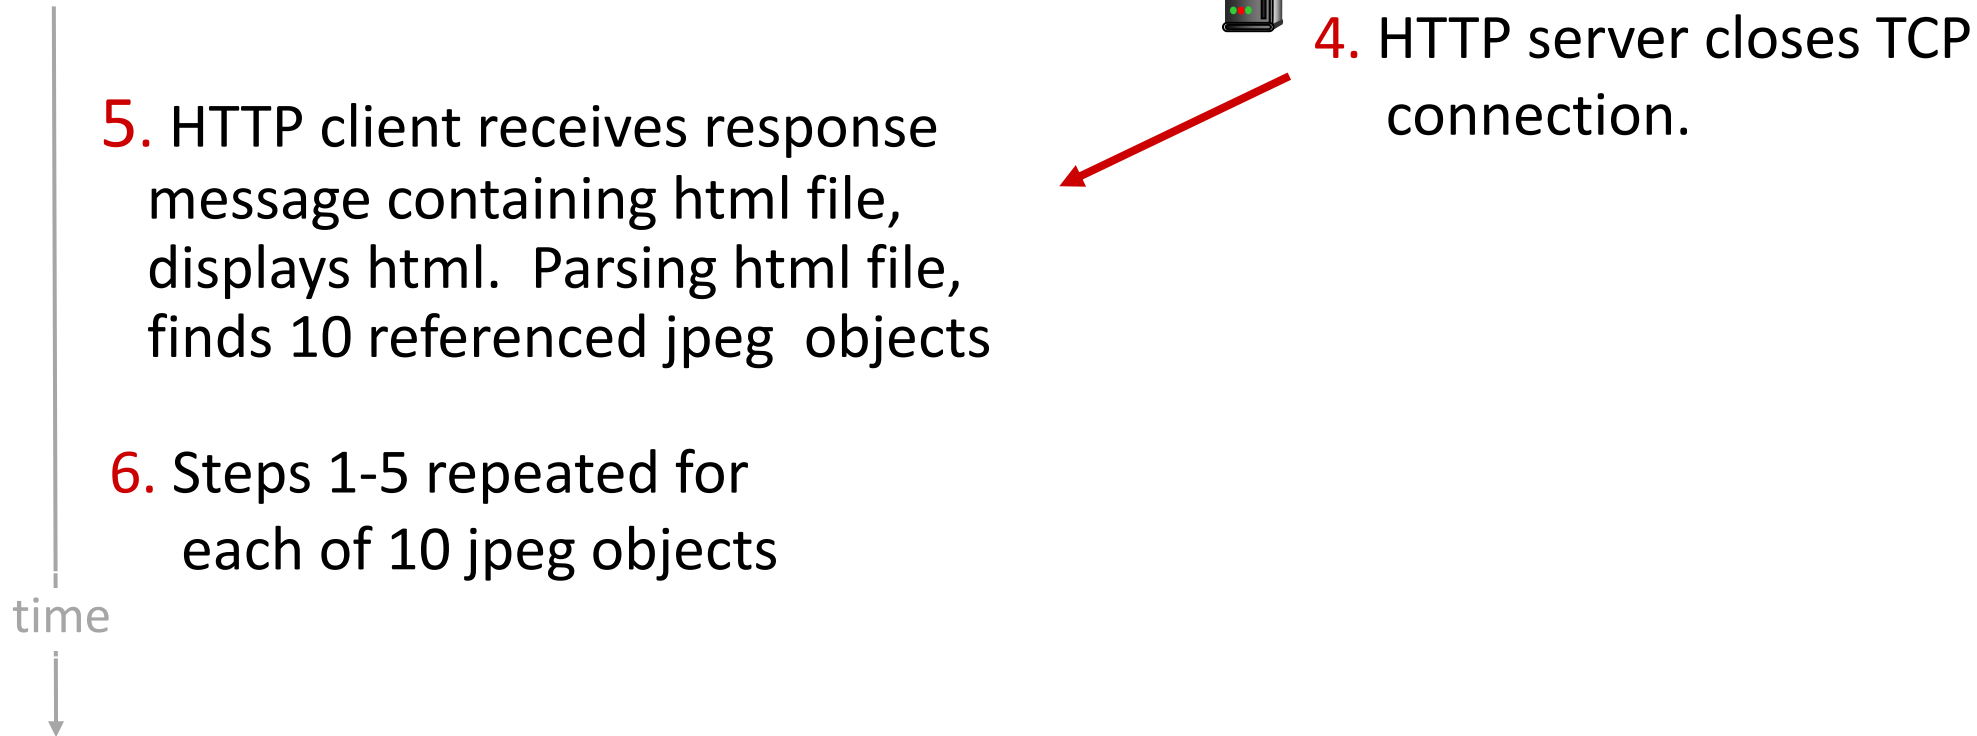 4. HTTP server closes TCP
connection.
5. HTTP client receives response
message containing html file,
displays html.  Parsing html file,
finds 10 referenced jpeg  objects
6. Steps 1-5 repeated for
each of 10 jpeg objects
time